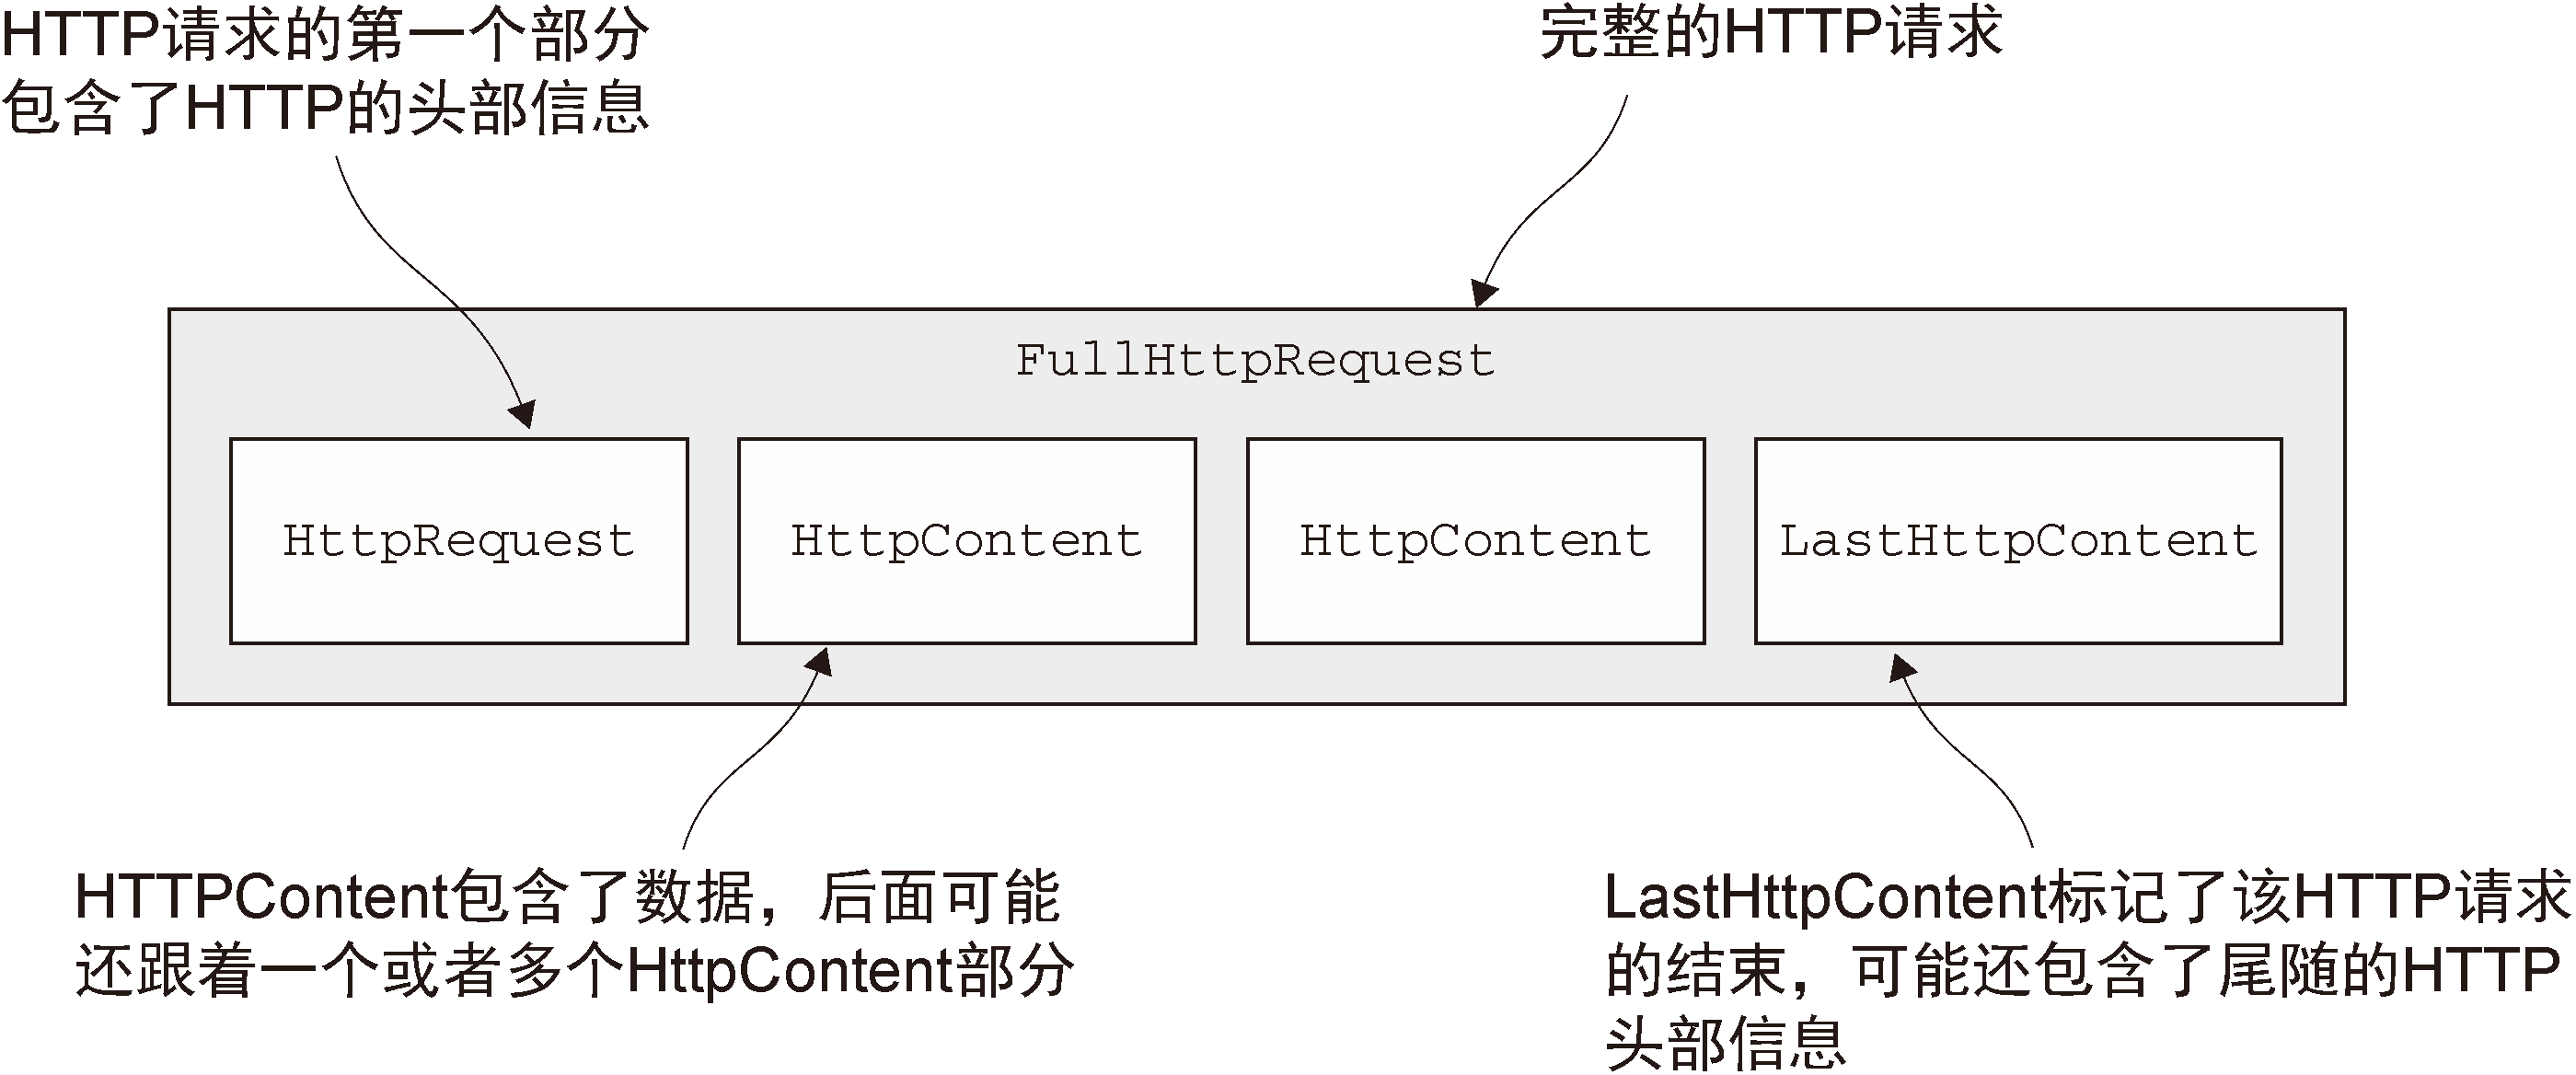 HTTP请求的第一个部分
包含了HTTP的头部信息
完整的HTTP请求
FullHttpRequest
HttpRequest
HttpContent
HttpContent
LastHttpContent
HTTPContent包含了数据，后面可能
还跟着一个或者多个HttpContent部分
LastHttpContent标记了该HTTP请求
的结束，可能还包含了尾随的HTTP
头部信息